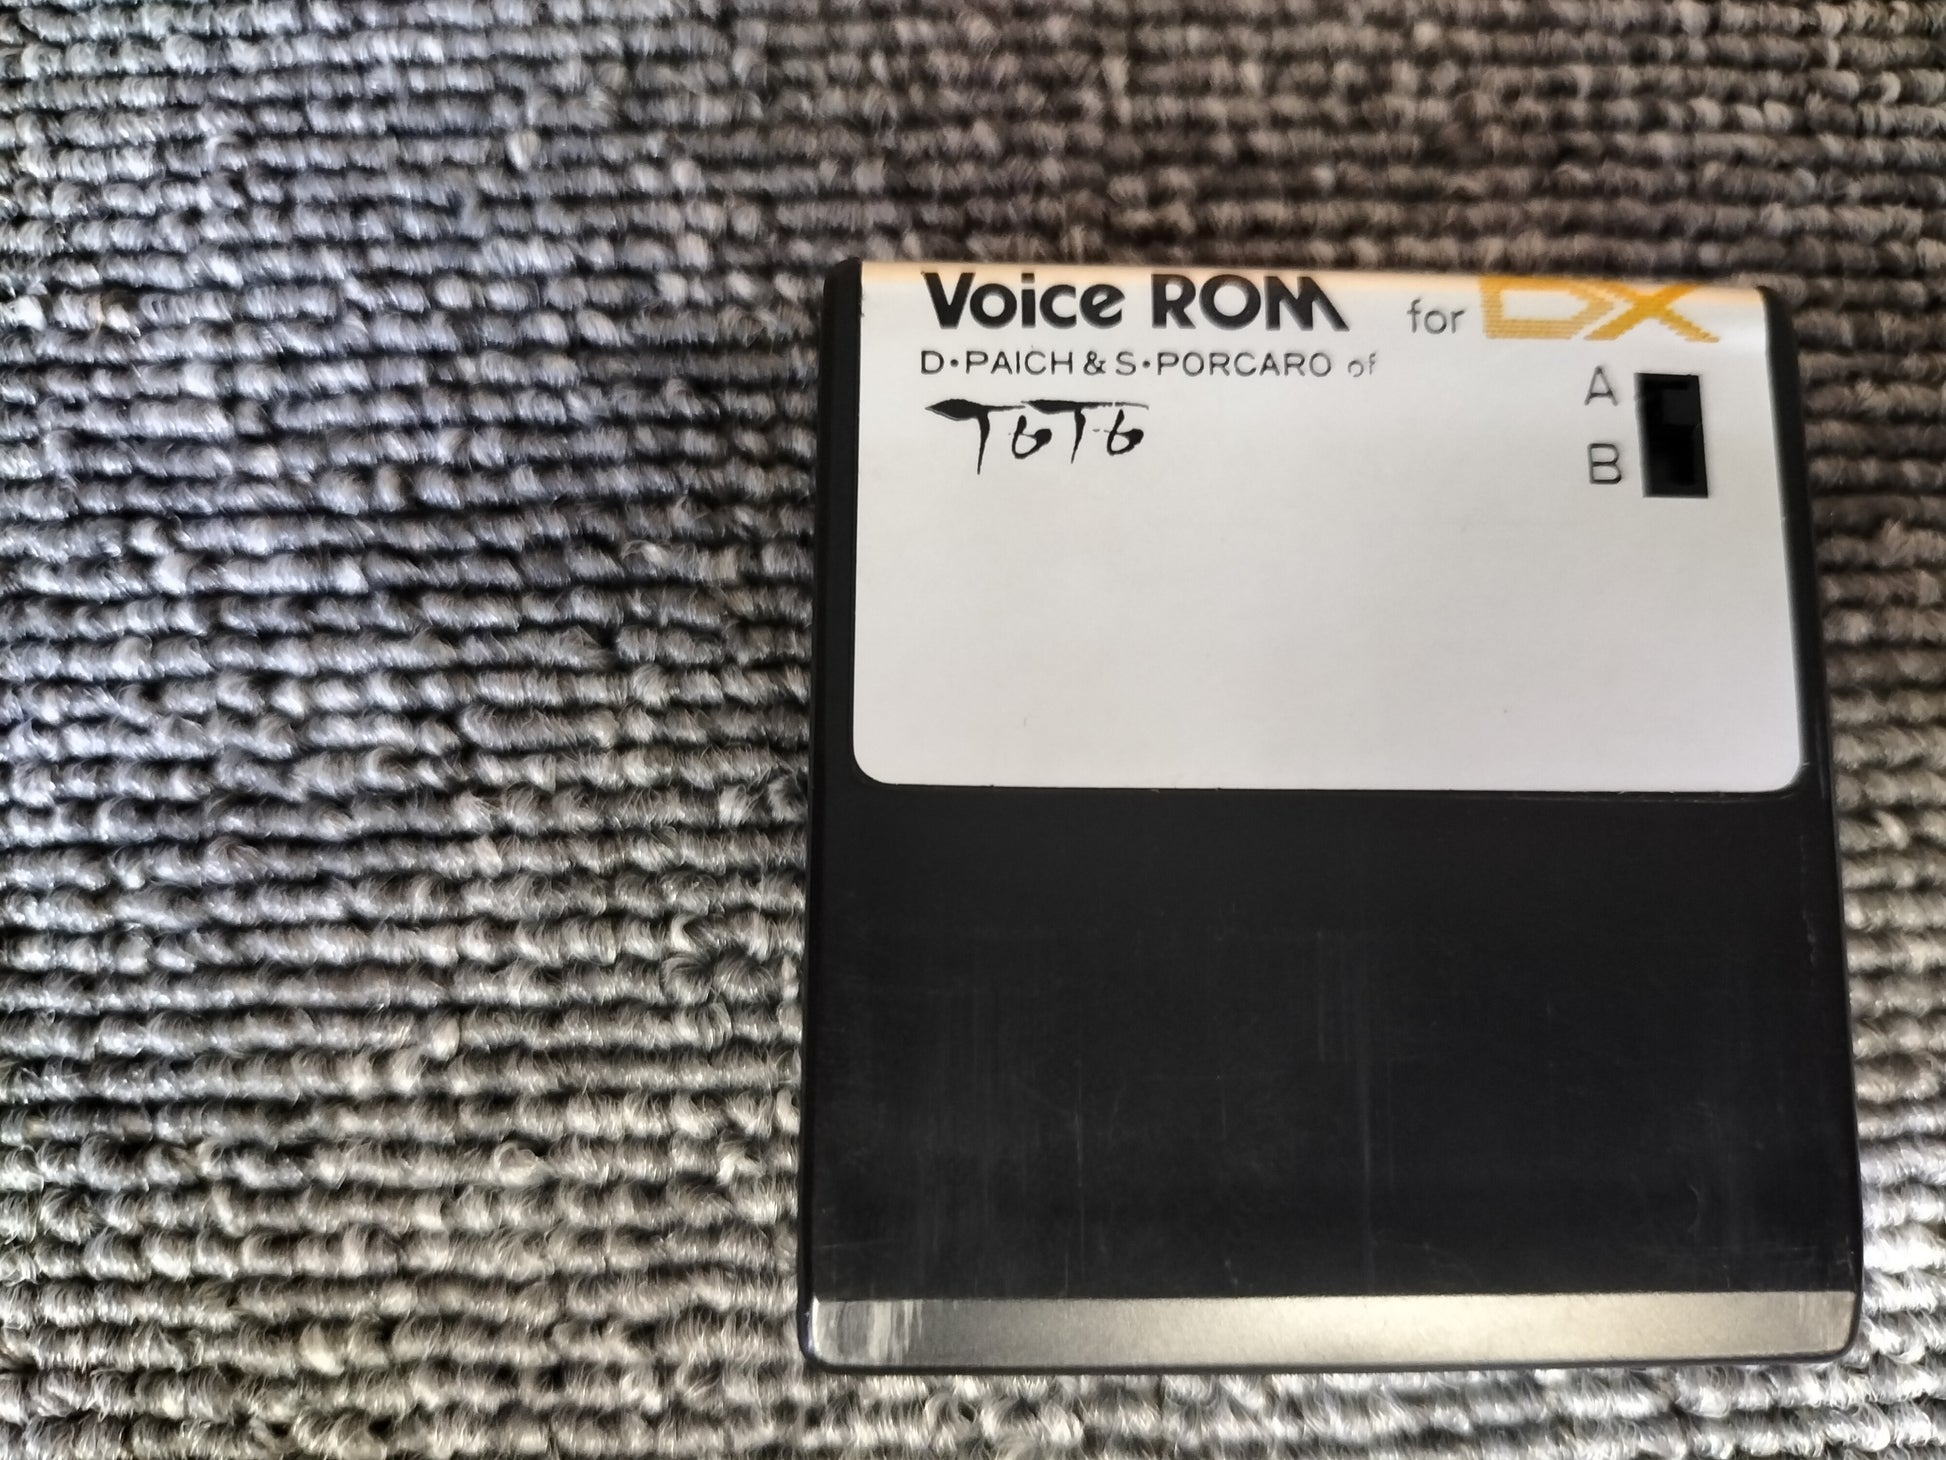 Voice ROM for DX
D•PAICH & S•PORCARO of
TOTO
A
B